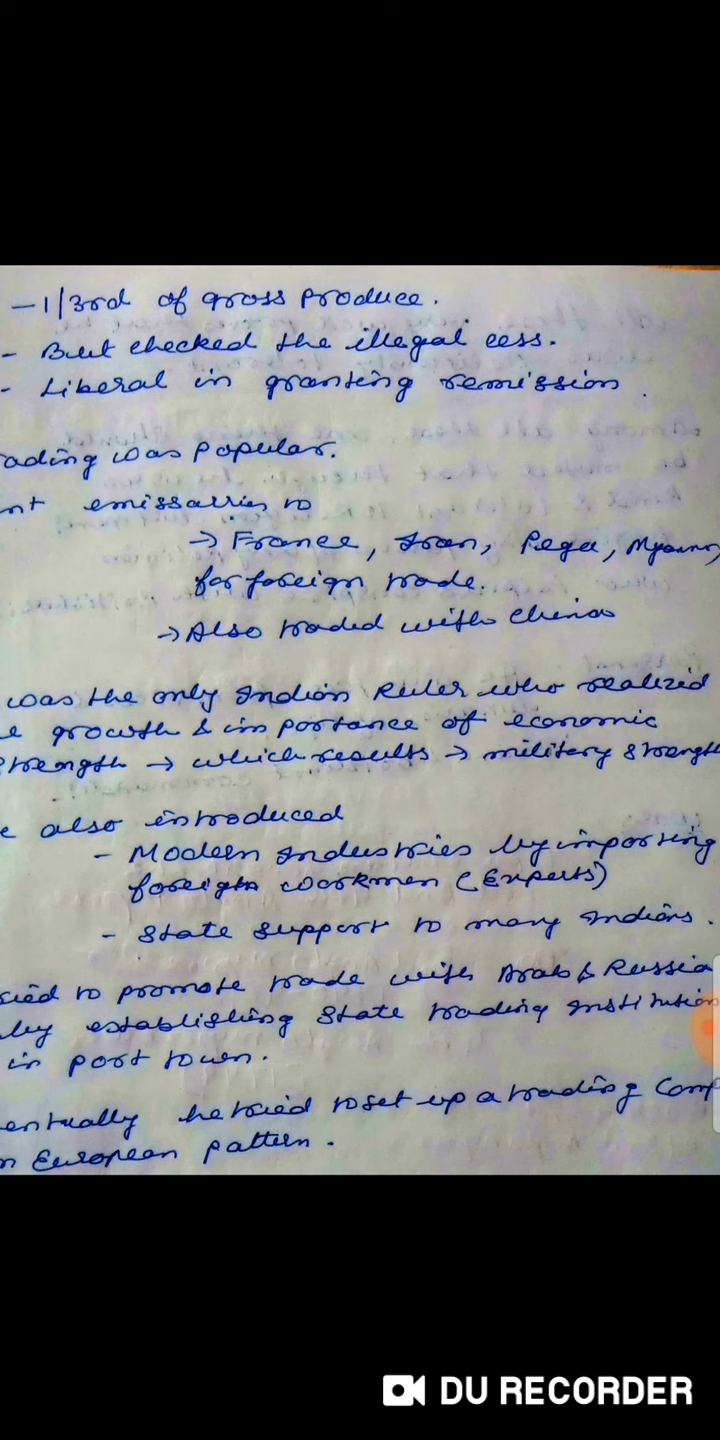 - 1/3rd of gross produce.
- But checked the illegal cess.
- Liberal in granting remission.
ading was popular.
nt emissarries to
→ France, Iran, Pegu, Myanmar,
for foreign trade.
→ Also traded with China
was the only Indian Ruler who realized
e growth & importance of economic
strength → which results → military strength
e also introduced
- Modern Industries by importing
foreign workmen (Experts)
- State support to many Indians.
ried to promote trade with Arab & Russia
by establishing State trading Institution
in port town.
entually he tried to set up a trading Comp
n European pattern.
DU RECORDER